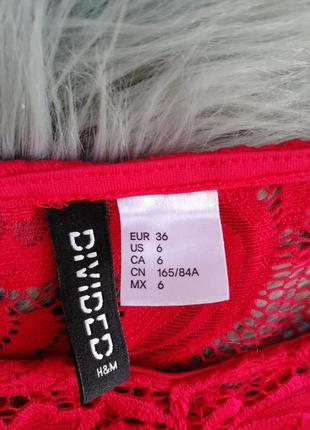 DIVIDED
H&M
EUR 36
US 6
CA 6
CN 165/84A
MX 6